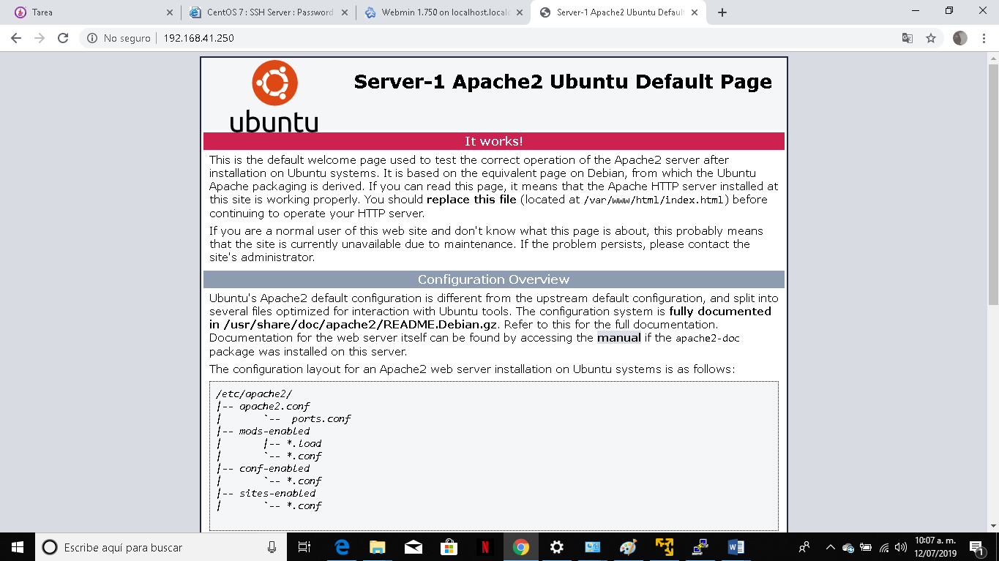 Tarea
CentOS 7 : SSH Server : Password
Webmin 1.750 on localhost.local
Server-1 Apache2 Ubuntu Defaul
No seguro
192.168.41.250
ubuntu
Server-1 Apache2 Ubuntu Default Page
It works!
This is the default welcome page used to test the correct operation of the Apache2 server after
installation on Ubuntu systems. It is based on the equivalent page on Debian, from which the Ubuntu
Apache packaging is derived. If you can read this page, it means that the Apache HTTP server installed at
this site is working properly. You should replace this file (located at /var/www/html/index.html) before
continuing to operate your HTTP server.
If you are a normal user of this web site and don't know what this page is about, this probably means
that the site is currently unavailable due to maintenance. If the problem persists, please contact the
site's administrator.
Configuration Overview
Ubuntu's Apache2 default configuration is different from the upstream default configuration, and split into
several files optimized for interaction with Ubuntu tools. The configuration system is fully documented
in /usr/share/doc/apache2/README.Debian.gz. Refer to this for the full documentation.
Documentation for the web server itself can be found by accessing the manual if the apache2-doc
package was installed on this server.
The configuration layout for an Apache2 web server installation on Ubuntu systems is as follows:
/etc/apache2/
|-- apache2.conf
|       `--  ports.conf
|-- mods-enabled
|       |-- *.load
|       `-- *.conf
|-- conf-enabled
|       `-- *.conf
|-- sites-enabled
|       `-- *.conf
Escribe aquí para buscar
N
10:07 a. m.
12/07/2019
1